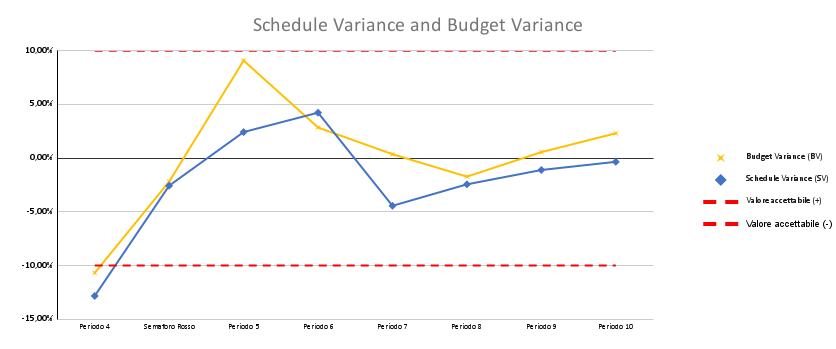 Schedule Variance and Budget Variance
10,00%
5,00%
0,00%
-5,00%
-10,00%
-15,00%
Periodo 4
Semaforo Rosso
Periodo 5
Periodo 6
Periodo 7
Periodo 8
Periodo 9
Periodo 10
Budget Variance (BV)
Schedule Variance (SV)
Valore accettabile (+)
Valore accettabile (-)